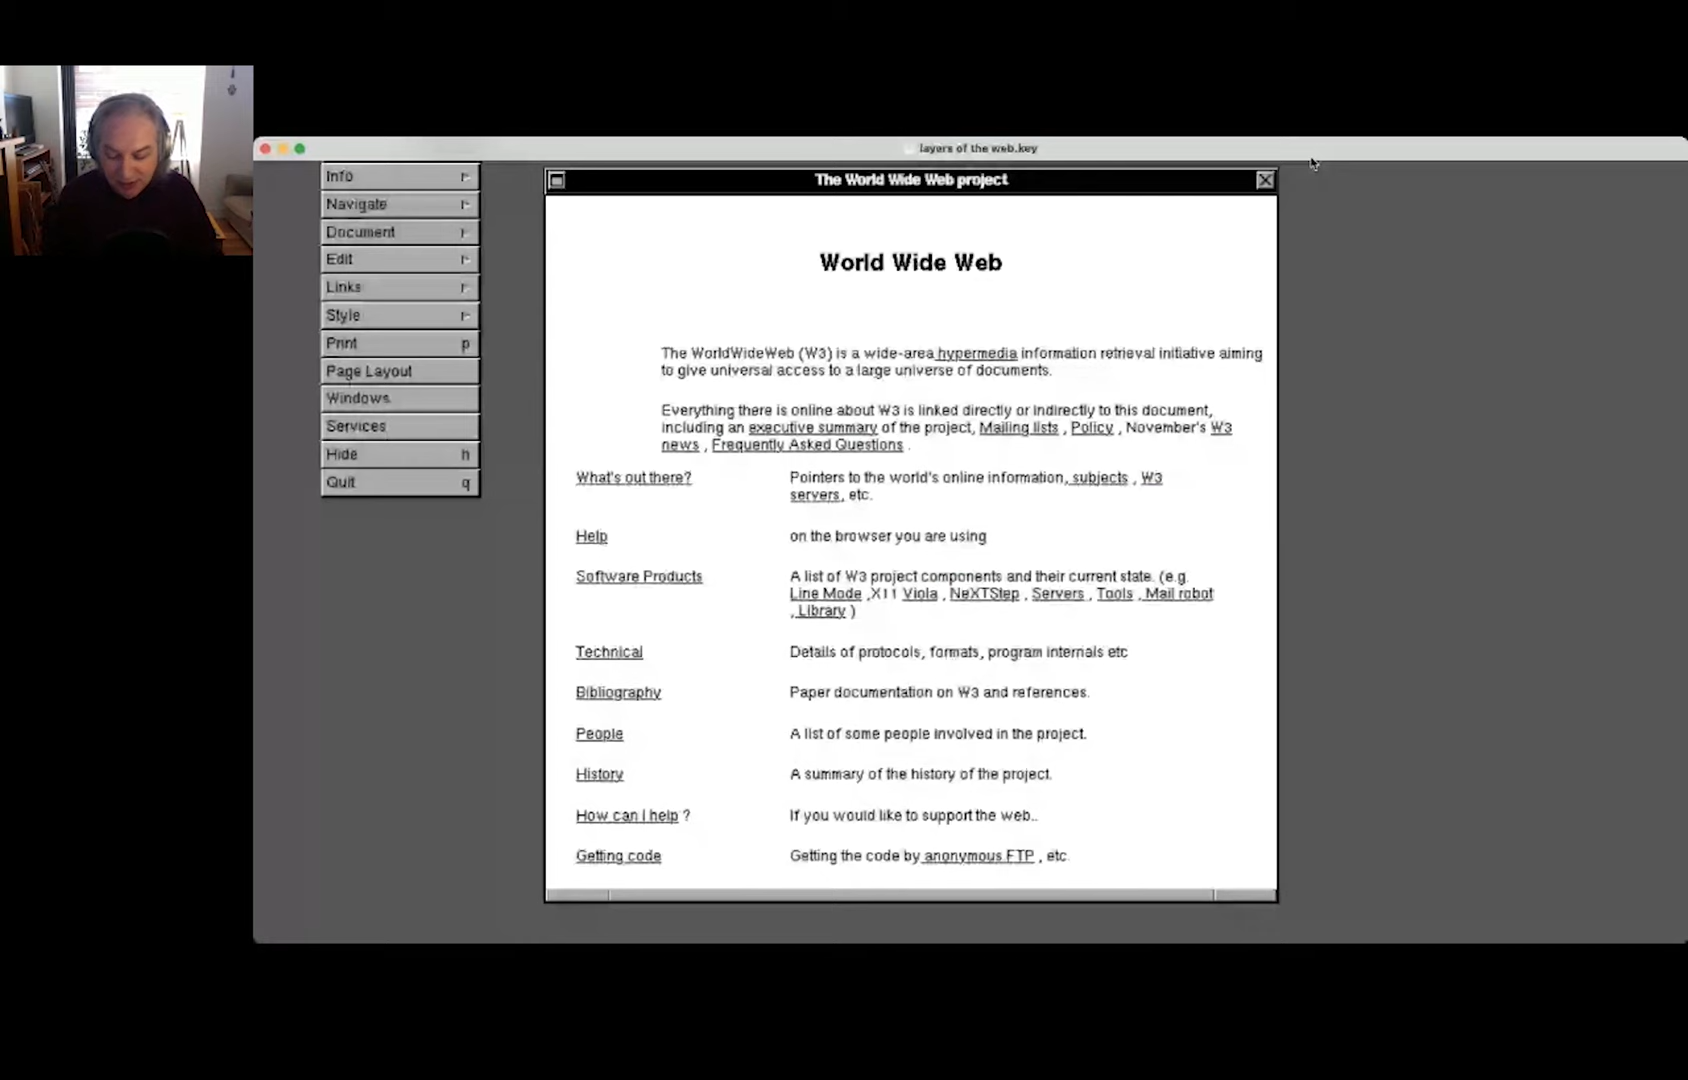 layers of the web.key
Info
Navigate
Document
Edit
Links
Style
Print p
Page Layout
Windows
Services
Hide h
Quit q
The World Wide Web project
World Wide Web
The WorldWideWeb (W3) is a wide-area hypermedia information retrieval initiative aiming
to give universal access to a large universe of documents.
Everything there is online about W3 is linked directly or indirectly to this document,
including an executive summary of the project, Mailing lists , Policy , November's W3
news , Frequently Asked Questions .
What's out there? Pointers to the world's online information, subjects , W3
servers, etc.
Help on the browser you are using
Software Products A list of W3 project components and their current state. (e.g.
Line Mode ,X11 Viola , NeXTStep , Servers , Tools , Mail robot
, Library )
Technical Details of protocols, formats, program internals etc
Bibliography Paper documentation on W3 and references.
People A list of some people involved in the project.
History A summary of the history of the project.
How can I help ? If you would like to support the web..
Getting code Getting the code by anonymous FTP , etc.